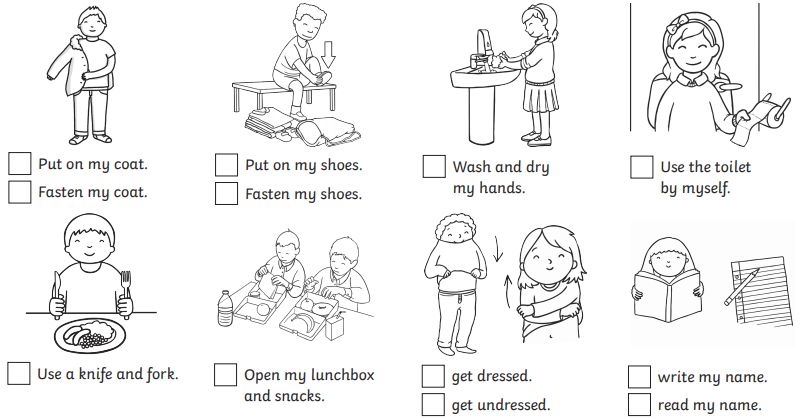 Put on my coat.
Fasten my coat.
Put on my shoes.
Fasten my shoes.
Wash and dry
my hands.
Use the toilet
by myself.
Use a knife and fork.
Open my lunchbox
and snacks.
get dressed.
get undressed.
write my name.
read my name.